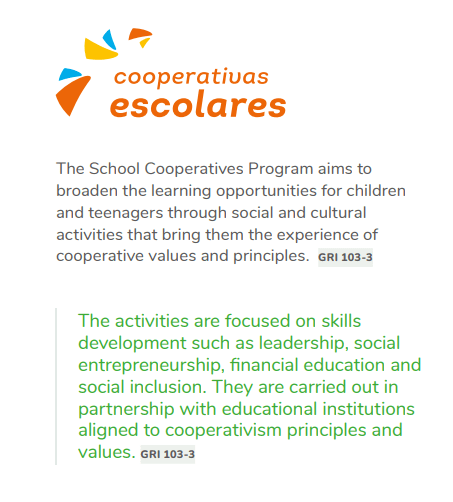 cooperativas
escolares
The School Cooperatives Program aims to
broaden the learning opportunities for children
and teenagers through social and cultural
activities that bring them the experience of
cooperative values and principles. GRI 103-3
The activities are focused on skills
development such as leadership, social
entrepreneurship, financial education and
social inclusion. They are carried out in
partnership with educational institutions
aligned to cooperativism principles and
values. GRI 103-3